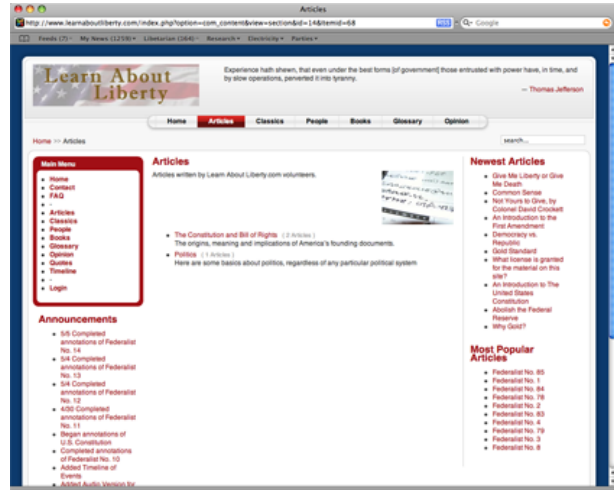 Articles
http://www.learnaboutliberty.com/index.php?option=com_content&view=section&id=14&Itemid=68
RSS
Google
Feeds (7)
My News (1259)
Libetarian (164)
Research
Electricity
Parties
Learn About
Liberty
Experience hath shewn, that even under the best forms [of government] those entrusted with power have, in time, and
by slow operations, perverted it into tyranny.
— Thomas Jefferson
Home
Articles
Classics
People
Books
Glossary
Opinion
Home >> Articles
search...
Main Menu
Home
Contact
FAQ
-
Articles
Classics
People
Books
Glossary
Opinion
Quotes
Timeline
-
Login
Announcements
5/5 Completed
annotations of Federalist
No. 14
5/4 Completed
annotations of Federalist
No. 13
5/4 Completed
annotations of Federalist
No. 12
4/30 Completed
annotations of Federalist
No. 11
Began annotations of
U.S. Constitution
Completed annotations
of Federalist No. 10
Added Timeline of
Events
Added Audio Version for
Articles
Articles written by Learn About Liberty.com volunteers.
The Constitution and Bill of Rights ( 2 Articles )
The origins, meaning and implications of America's founding documents.
Politics ( 1 Articles )
Here are some basics about politics, regardless of any particular political system
Newest Articles
Give Me Liberty or Give
Me Death
Common Sense
Not Yours to Give, by
Colonel David Crockett
An Introduction to the
First Amendment
Democracy vs.
Republic
Gold Standard
What license is granted
for the material on this
site?
An Introduction to The
United States
Constitution
Abolish the Federal
Reserve
Why Gold?
Most Popular
Articles
Federalist No. 85
Federalist No. 1
Federalist No. 84
Federalist No. 78
Federalist No. 2
Federalist No. 83
Federalist No. 4
Federalist No. 79
Federalist No. 3
Federalist No. 8